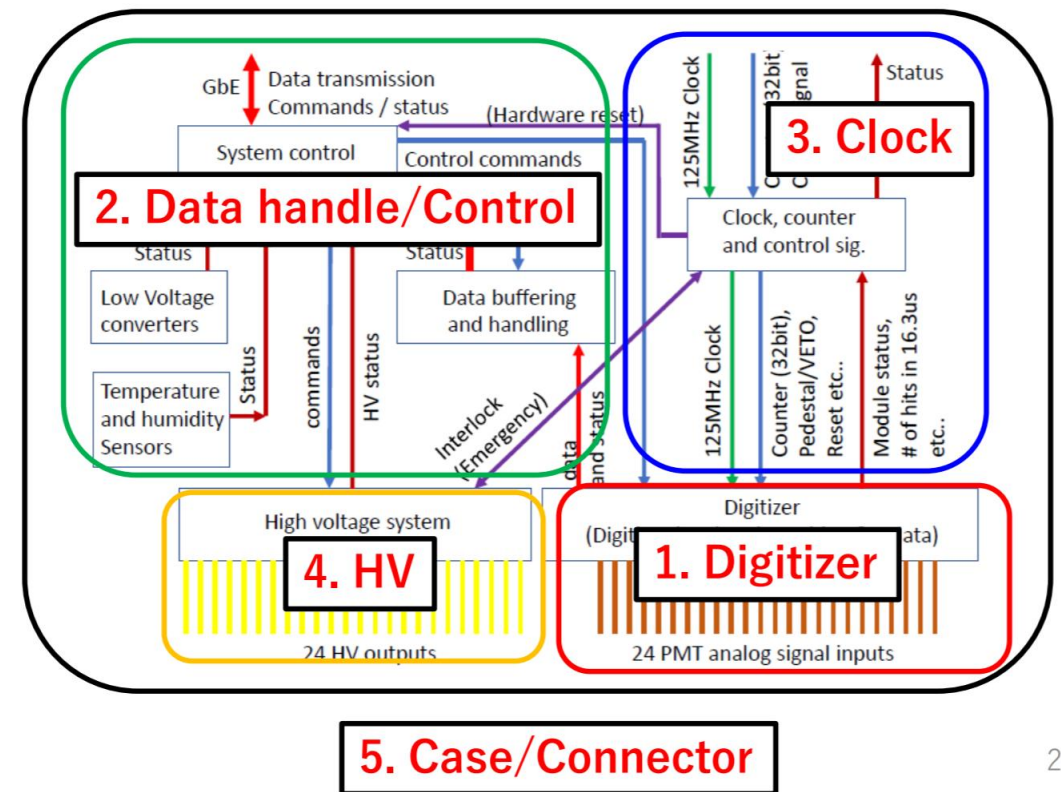 GbE
Data transmission
Commands / status
System control
(Hardware reset)
Control commands
2. Data handle/Control
Status
Status
Low Voltage
converters
Data buffering
and handling
Temperature
and humidity
Sensors
Status
commands
HV status
Interlock
(Emergency)
data
and status
125MHz Clock
(32bit)
Status
3. Clock
Clock, counter
and control sig.
125MHz Clock
Counter (32bit),
Pedestal/VETO,
Reset etc..
Module status,
# of hits in 16.3us
etc..
High voltage system
4. HV
24 HV outputs
Digitizer
1. Digitizer
24 PMT analog signal inputs
5. Case/Connector
2